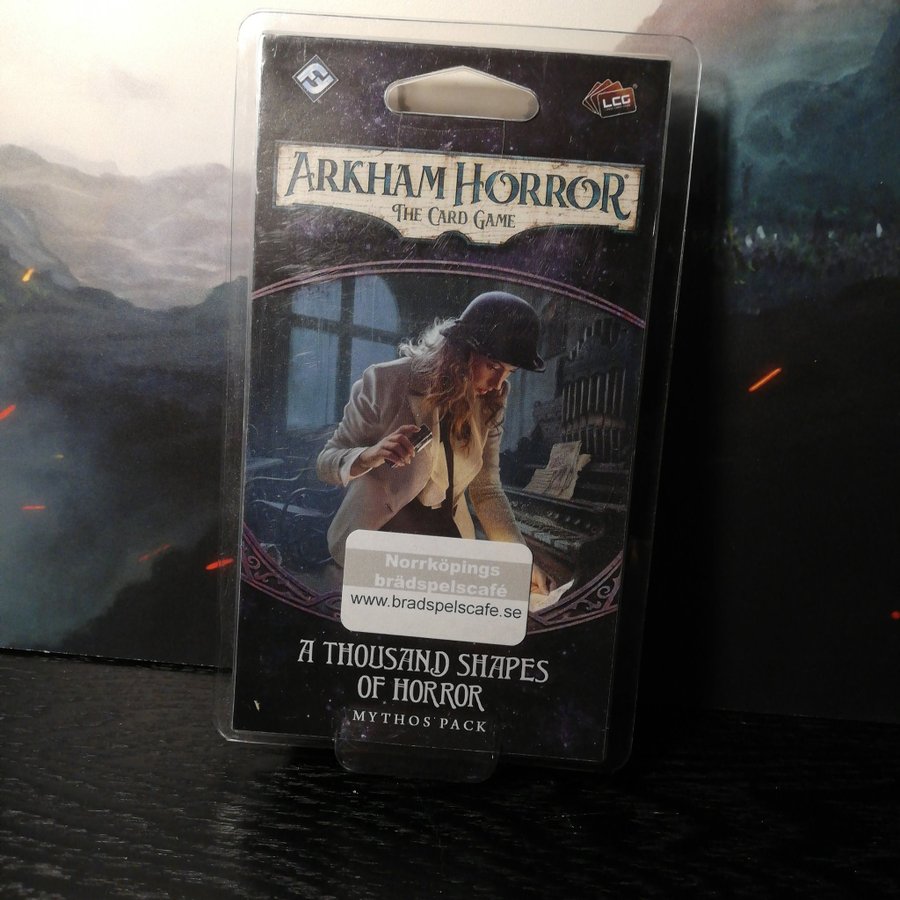 LCG
ARKHAM HORROR®
THE CARD GAME
Norrköpings
brädspelscafé
www.bradspelscafe.se
A THOUSAND SHAPES
OF HORROR
MYTHOS PACK